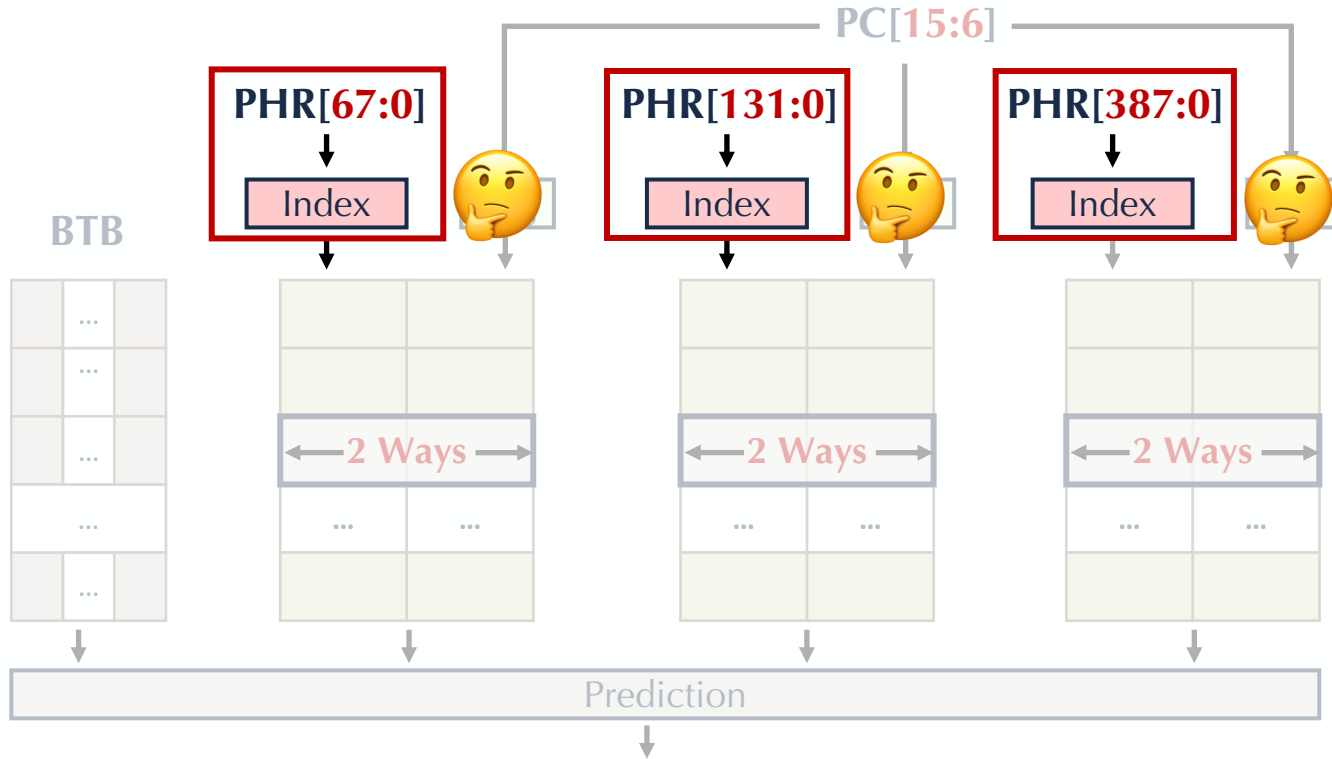 PC[15:6]
PHR[67:0]
PHR[131:0]
PHR[387:0]
Index
Index
Index
BTB
...
...
...
...
...
2 Ways
2 Ways
2 Ways
... ...
... ...
... ...
Prediction